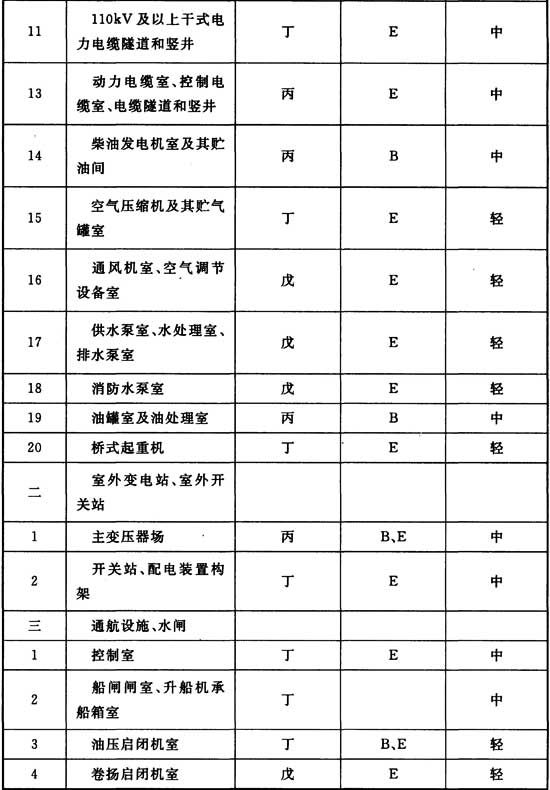 11 110kV及以上干式电力电缆隧道和竖井 丁 E 中
13 动力电缆室、控制电缆室、电缆隧道和竖井 丙 E 中
14 柴油发电机室及其贮油间 丙 B 中
15 空气压缩机及其贮气罐室 丁 E 轻
16 通风机室、空气调节设备室 戊 E 轻
17 供水泵室、水处理室、排水泵室 戊 E 轻
18 消防水泵室 戊 E 轻
19 油罐室及油处理室 丙 B 中
20 桥式起重机 丁 E 轻
二 室外变电站、室外开关站
1 主变压器场 丙 B、E 中
2 开关站、配电装置构架 丁 E 中
三 通航设施、水闸
1 控制室 丁 E 中
2 船闸闸室、升船机承船箱室 丁 中
3 油压启闭机室 丁 B、E 轻
4 卷扬启闭机室 戊 E 轻